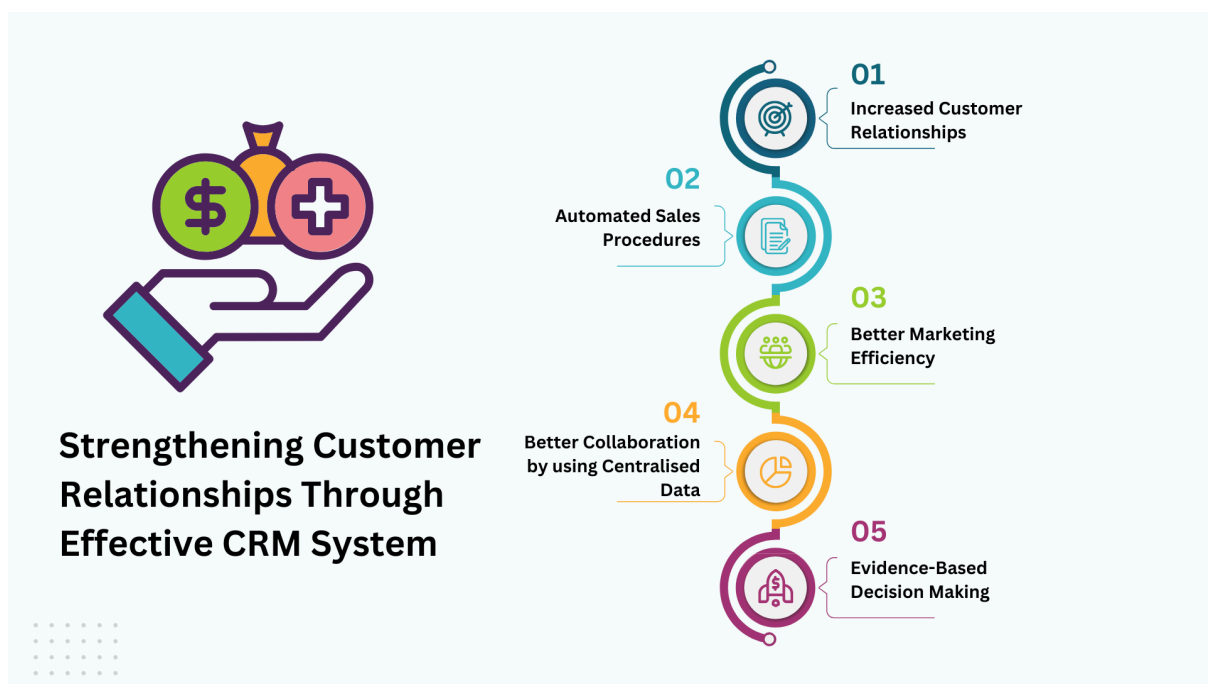 Strengthening Customer
Relationships Through
Effective CRM System
01
Increased Customer
Relationships
02
Automated Sales
Procedures
03
Better Marketing
Efficiency
04
Better Collaboration
by using Centralised
Data
05
Evidence-Based
Decision Making